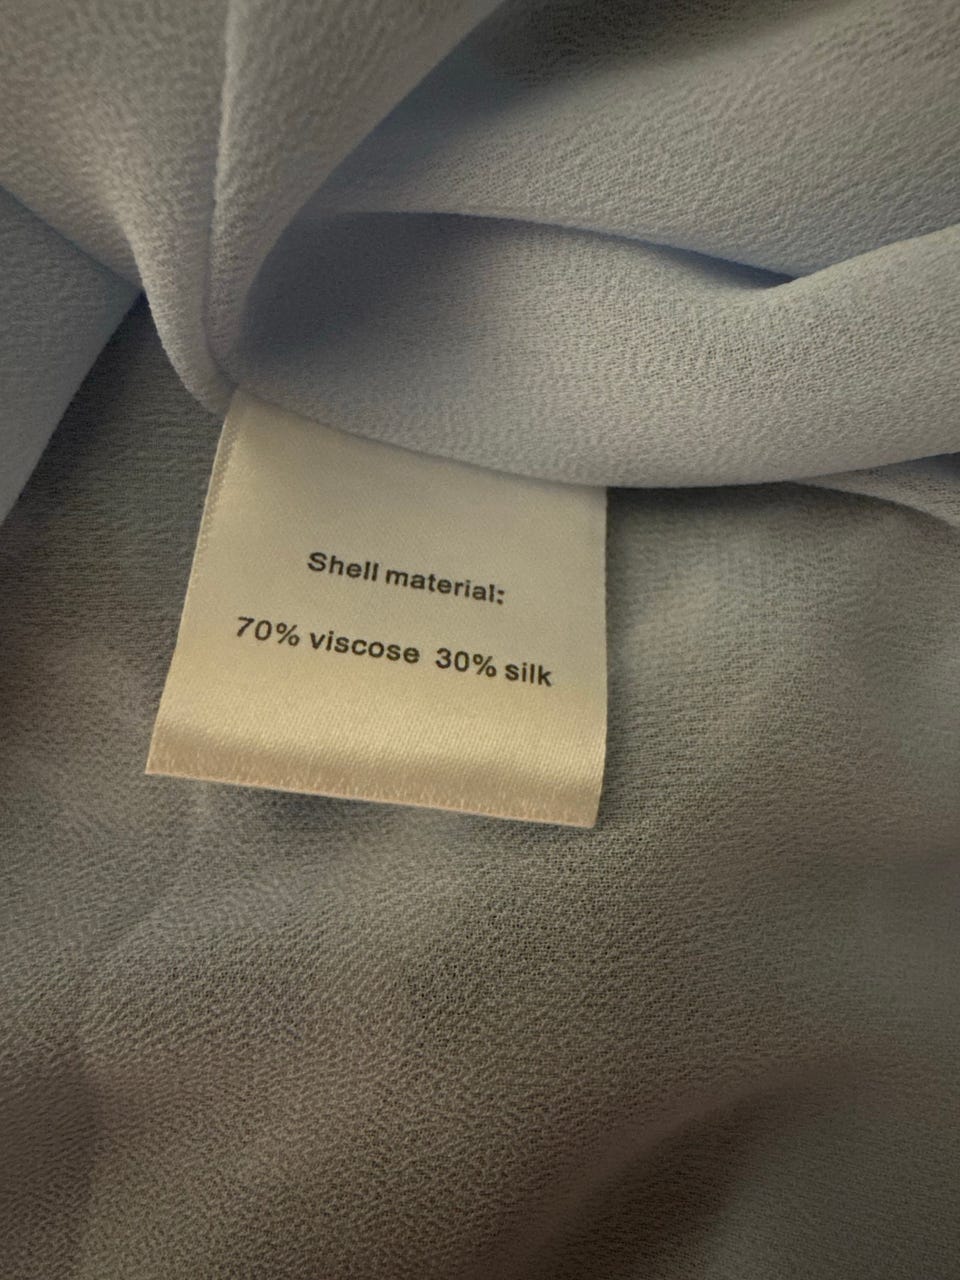 Shell material:
70% viscose 30% silk